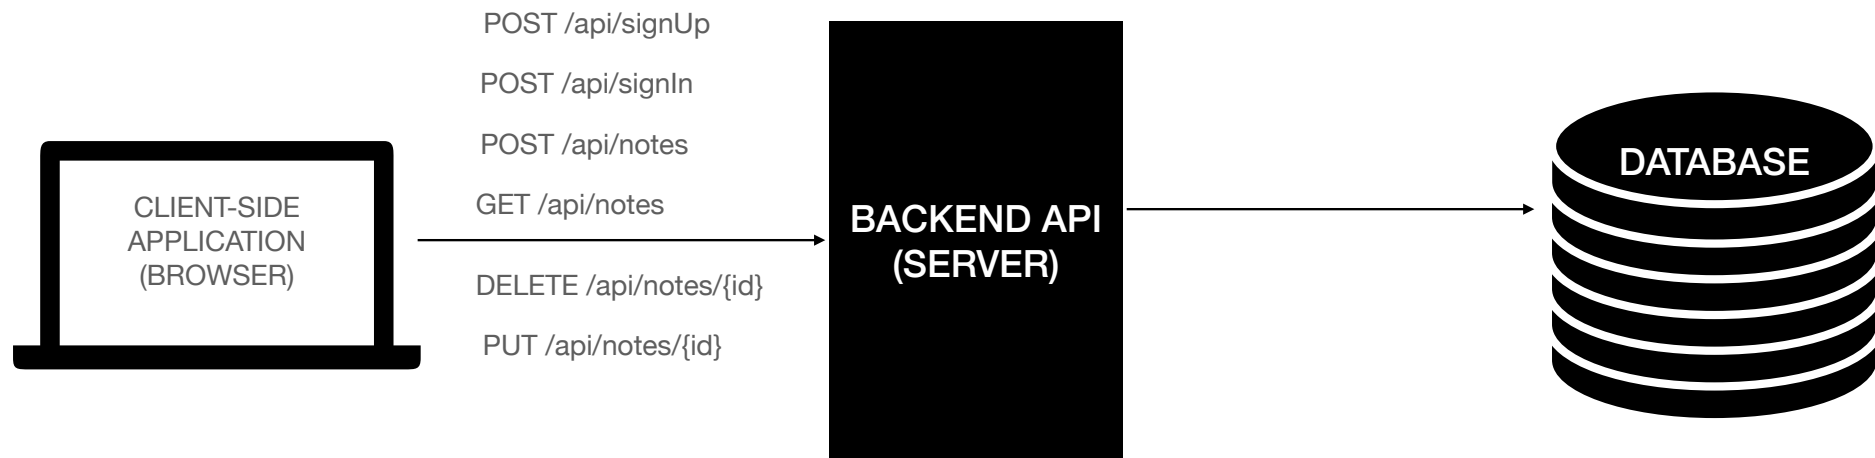 POST /api/signUp
POST /api/signIn
POST /api/notes
GET /api/notes
DELETE /api/notes/{id}
PUT /api/notes/{id}
CLIENT-SIDE
APPLICATION
(BROWSER)
BACKEND API
(SERVER)
DATABASE